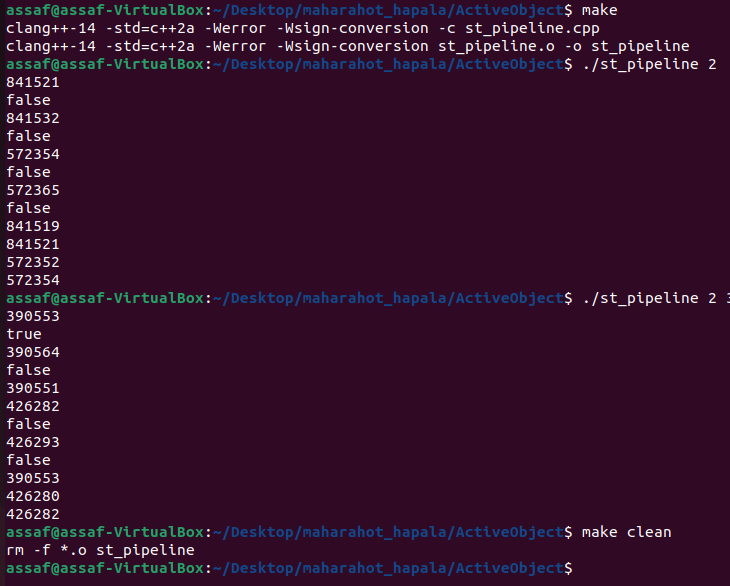 assaf@assaf-VirtualBox:~/Desktop/maharahot_hapala/ActiveObject$ make
clang++-14 -std=c++2a -Werror -Wsign-conversion -c st_pipeline.cpp
clang++-14 -std=c++2a -Werror -Wsign-conversion st_pipeline.o -o st_pipeline
assaf@assaf-VirtualBox:~/Desktop/maharahot_hapala/ActiveObject$ ./st_pipeline 2
841521
false
841532
false
572354
false
572365
false
841519
841521
572352
572354
assaf@assaf-VirtualBox:~/Desktop/maharahot_hapala/ActiveObject$ ./st_pipeline 2 3
390553
true
390564
false
390551
426282
false
426293
false
390553
426280
426282
assaf@assaf-VirtualBox:~/Desktop/maharahot_hapala/ActiveObject$ make clean
rm -f *.o st_pipeline
assaf@assaf-VirtualBox:~/Desktop/maharahot_hapala/ActiveObject$